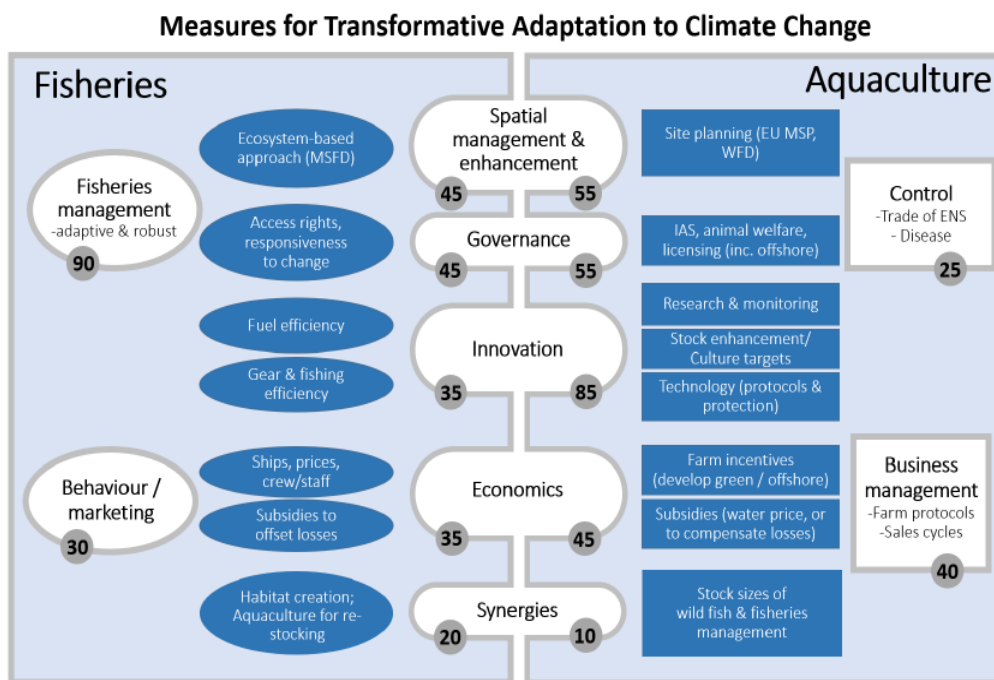 Measures for Transformative Adaptation to Climate Change
Fisheries
Aquaculture
Ecosystem-based
approach (MSFD)
Spatial
management &
enhancement
45
55
Site planning (EU MSP,
WFD)
Fisheries
management
-adaptive & robust
90
Control
-Trade of ENS
- Disease
25
Access rights,
responsiveness
to change
Governance
45
55
IAS, animal welfare,
licensing (inc. offshore)
Fuel efficiency
Gear & fishing
efficiency
Innovation
35
85
Research & monitoring
Stock enhancement/
Culture targets
Technology (protocols &
protection)
Behaviour /
marketing
30
Ships, prices,
crew/staff
Subsidies to
offset losses
Economics
35
45
Farm incentives
(develop green / offshore)
Subsidies (water price, or
to compensate losses)
Business
management
-Farm protocols
-Sales cycles
40
Habitat creation;
Aquaculture for re-
stocking
Synergies
20
10
Stock sizes of
wild fish & fisheries
management